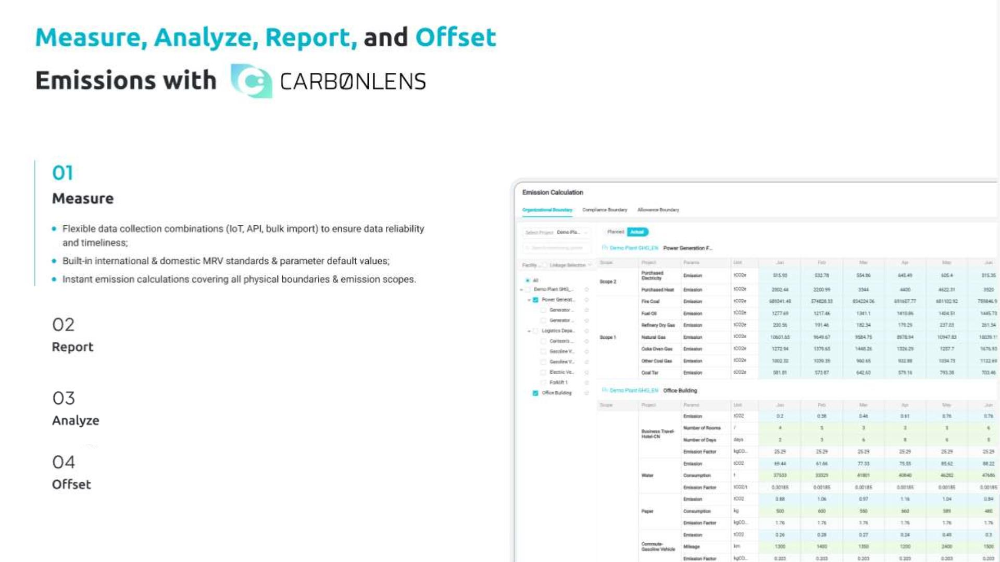 Measure, Analyze, Report, and Offset
Emissions with CARBØNLENS
01
Measure
Flexible data collection combinations (IoT, API, bulk import) to ensure data reliability
and timeliness;
Built-in international & domestic MRV standards & parameter default values;
Instant emission calculations covering all physical boundaries & emission scopes.
02
Report
03
Analyze
04
Offset
Emission Calculation
Organizational Boundary Compliance Boundary Allowance Boundary
Select Project Demo Pla...
Planned Actual
Demo Plant GHG_EN Power Generation F...
Facility ... Linkage Selection
All
Demo Plant GHG_...
Power Generat...
Generator ...
Generator ...
Logistics Depa...
Canteen's ...
Gasoline V...
Gasoline V...
Electric Ve...
Forklift 1
Office Building
Scope Project Params Unit Jan Feb Mar Apr May Jun
Scope 2
Purchased Electricity Emission tCO2e 515.93 532.78 554.86 645.49 605.4 515.35
Purchased Heat Emission tCO2e 2002.44 2200.99 3344 4400 4622.31 3520
Scope 1
Fire Coal Emission tCO2e 689341.48 574828.33 834224.06 691607.77 681102.92 759846.9
Fuel Oil Emission tCO2e 1277.69 1217.46 1341.1 1410.86 1404.51 1445.73
Refinery Dry Gas Emission tCO2e 200.56 191.46 182.34 170.29 237.03 261.54
Natural Gas Emission tCO2e 10601.65 9649.67 9584.75 8978.94 10947.83
Coke Oven Gas Emission tCO2e 1272.94 1379.65 1448.26 1326.29 1237.7 1676.93
Other Coal Gas Emission tCO2e 1002.32 1039.35 960.65 932.88 1034.73 1122.69
Coal Tar Emission tCO2e 581.81 573.87 642.63 579.16 793.38 703.46
Demo Plant GHG_EN Office Building
Scope Project Params Unit Jan Feb Mar Apr May Jun
Business Travel-
Hotel-CN
Emission tCO2 0.2 0.38 0.46 0.61 0.76 0.76
Number of Rooms / 4 5 3 3 5 6
Number of Days days 2 3 6 8 6 5
Emission Factor kgCO... 25.29 25.29 25.29 25.29 25.29 25.29
Water
Emission tCO2 69.44 61.66 77.33 75.55 85.62 88.22
Consumption t 37533 33329 41801 40840 46282 47686
Emission Factor tCO2/t 0.00185 0.00185 0.00185 0.00185 0.00185 0.00185
Paper
Emission tCO2 0.88 1.06 0.97 1.16 1.04 0.84
Consumption kg 500 600 550 660 589 480
Emission Factor kgCO... 1.76 1.76 1.76 1.76 1.76 1.76
Commute-
Gasoline Vehicle
Emission tCO2 0.26 0.28 0.27 0.24 0.49 0.3
Mileage km 1300 1400 1350 1200 2400 1500
Emission Factor kgCO... 0.203 0.203 0.203 0.203 0.203 0.203